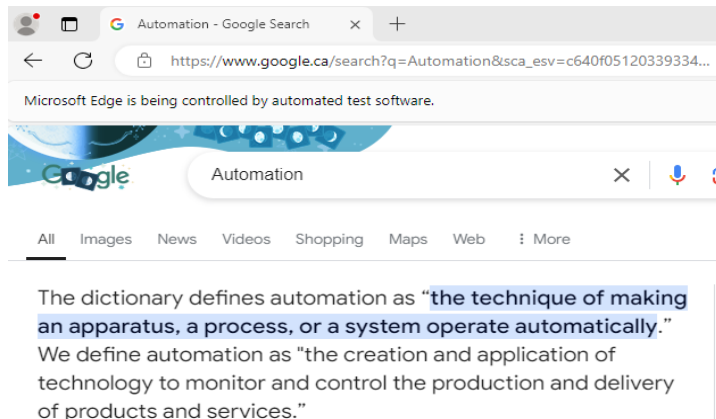 Automation - Google Search
https://www.google.ca/search?q=Automation&sca_esv=c640f05120339334...
Microsoft Edge is being controlled by automated test software.
Google
Automation
All Images News Videos Shopping Maps Web More
The dictionary defines automation as “the technique of making
an apparatus, a process, or a system operate automatically.”
We define automation as "the creation and application of
technology to monitor and control the production and delivery
of products and services.”